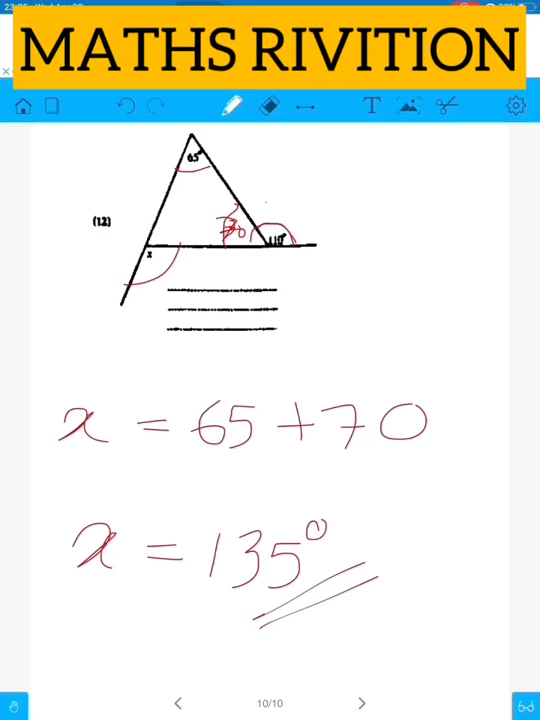 MATHS RIVITION
T
65°
(12)
70
110°
x
x = 65 + 70
x = 135°
10/10